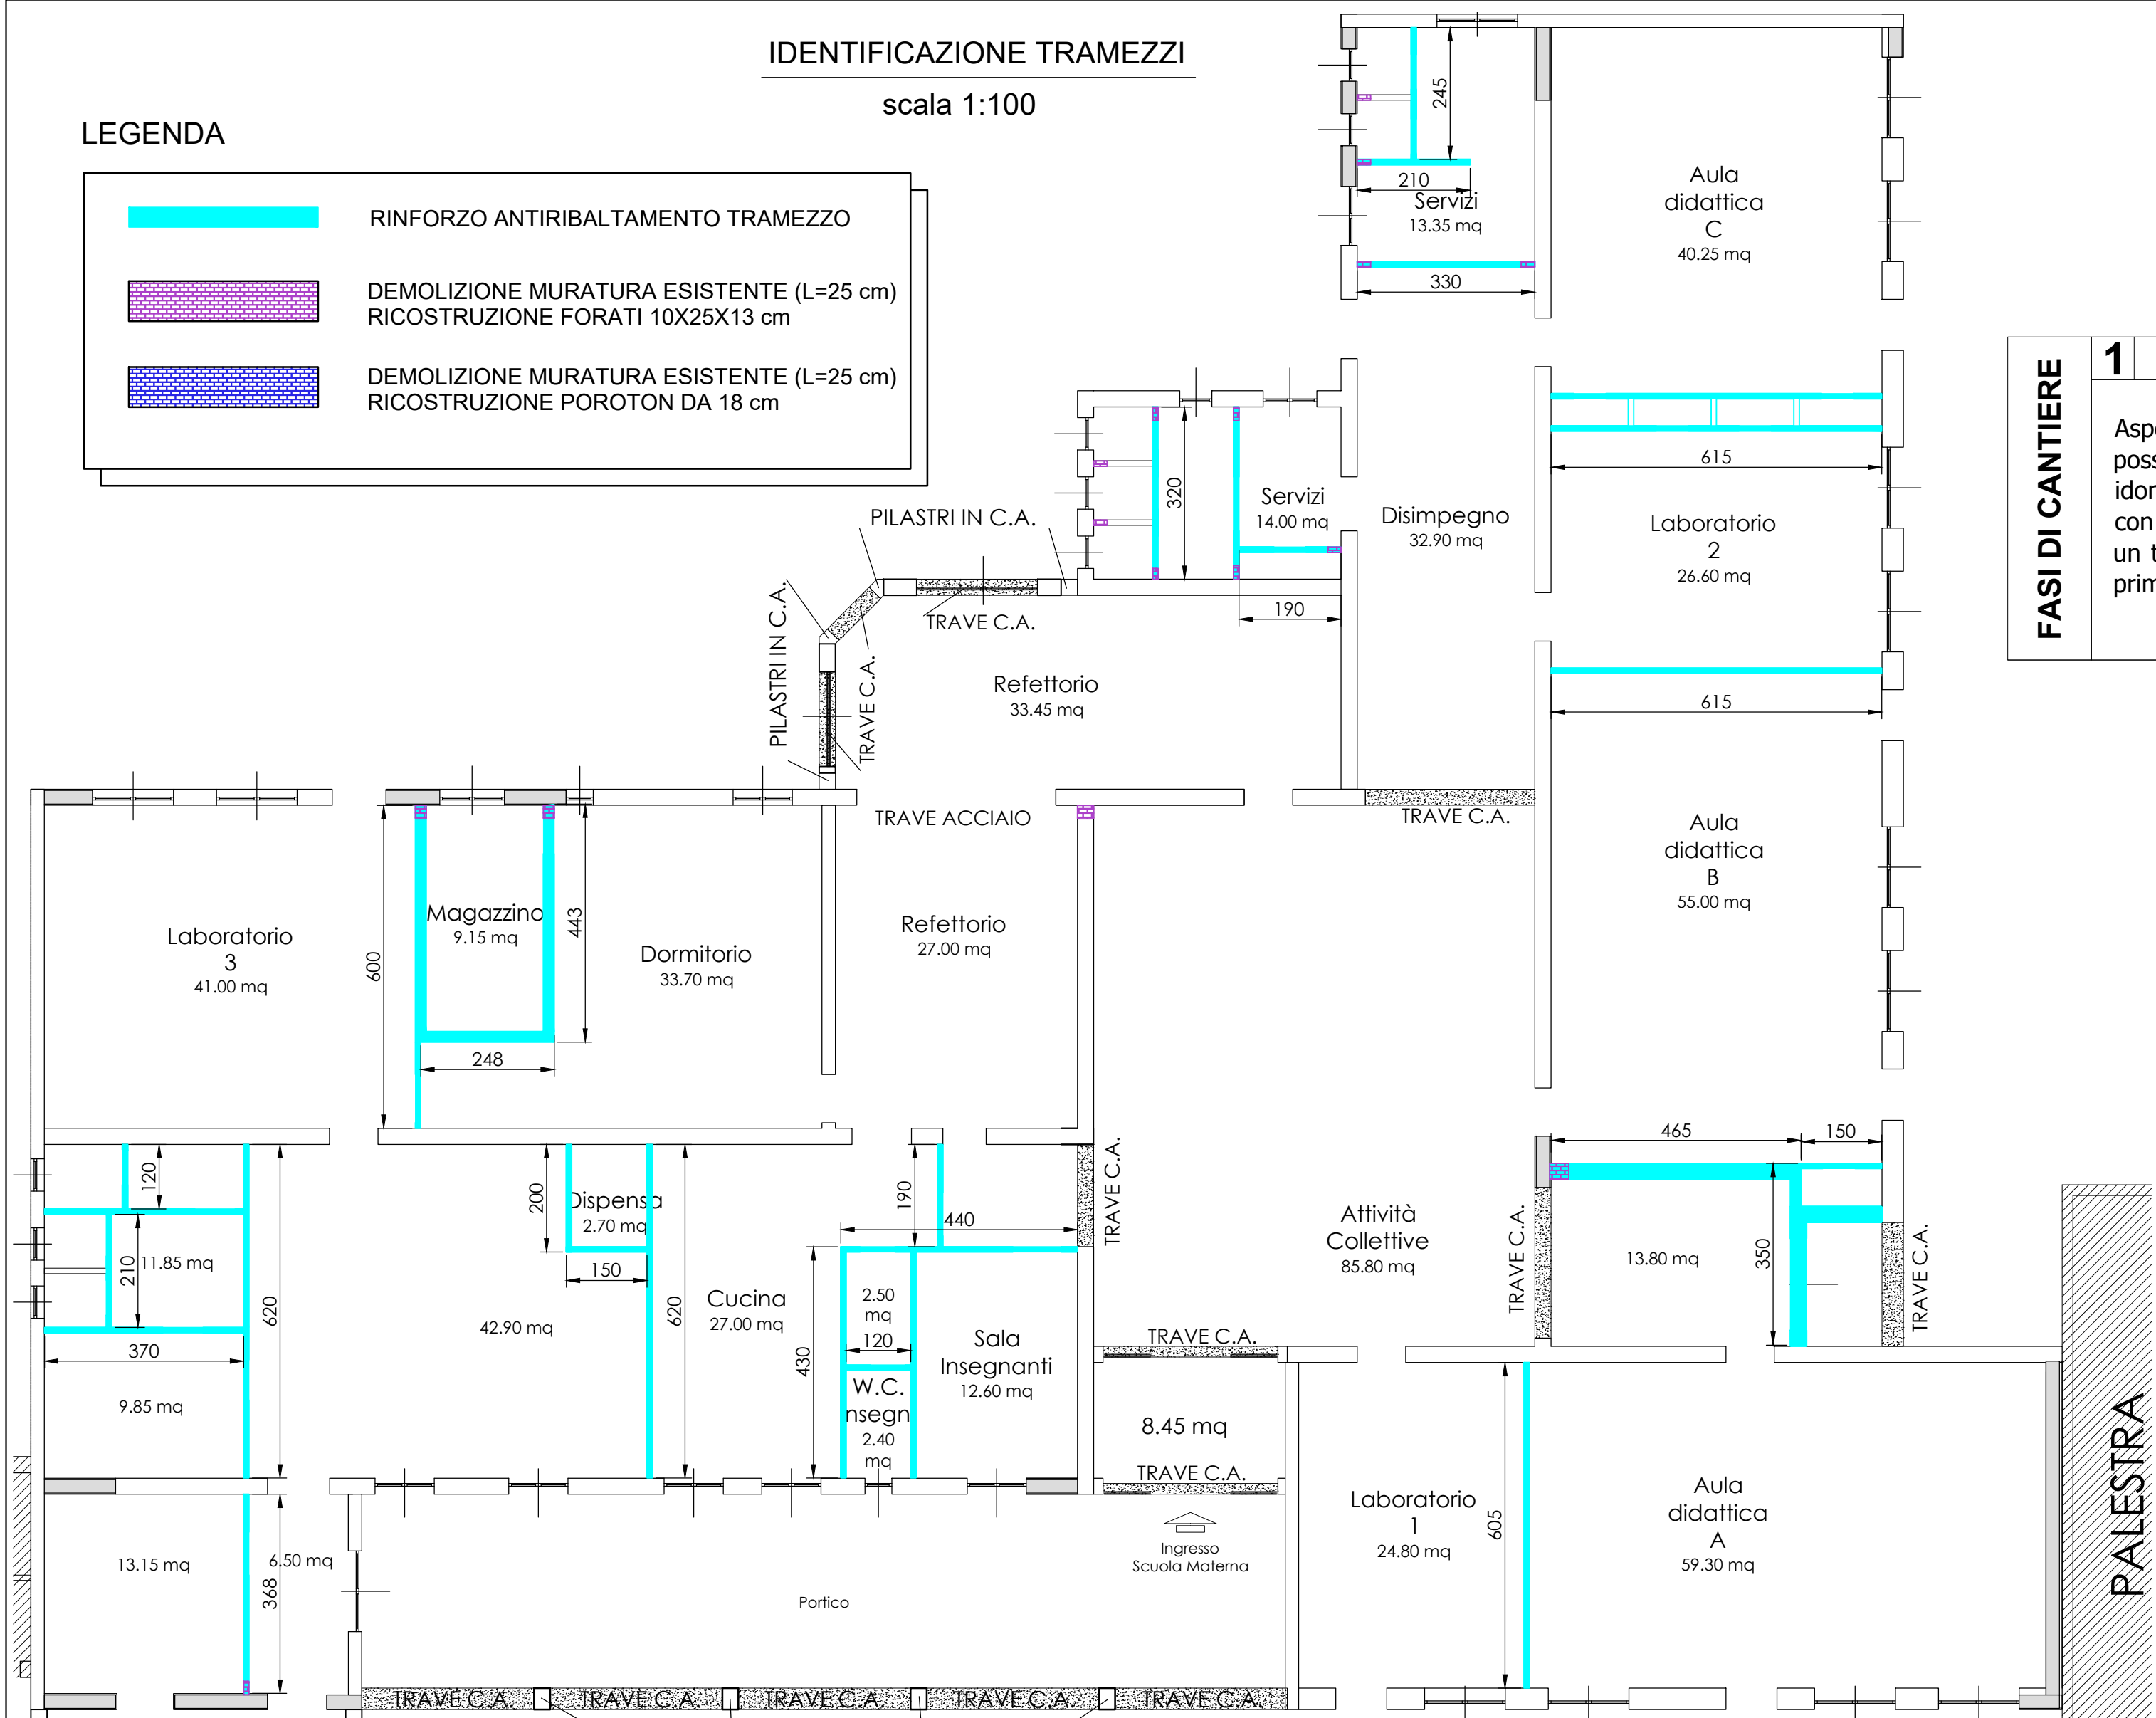 IDENTIFICAZIONE TRAMEZZI
scala 1:100
LEGENDA
RINFORZO ANTIRIBALTAMENTO TRAMEZZO
DEMOLIZIONE MURATURA ESISTENTE (L=25 cm)
RICOSTRUZIONE FORATI 10X25X13 cm
DEMOLIZIONE MURATURA ESISTENTE (L=25 cm)
RICOSTRUZIONE POROTON DA 18 cm
245
210
Servizi
13.35 mq
330
Aula
didattica
C
40.25 mq
FASI DI CANTIERE
1
con
un
615
Laboratorio
2
26.60 mq
615
Disimpegno
32.90 mq
320
Servizi
14.00 mq
190
PILASTRI IN C.A.
PILASTRI IN C.A.
TRAVE C.A.
TRAVE C.A.
Refettorio
33.45 mq
TRAVE ACCIAIO
TRAVE C.A.
Aula
didattica
B
55.00 mq
Laboratorio
3
41.00 mq
600
Magazzino
9.15 mq
443
248
Dormitorio
33.70 mq
Refettorio
27.00 mq
120
210
11.85 mq
620
370
9.85 mq
200
Dispensa
2.70 mq
150
42.90 mq
620
Cucina
27.00 mq
190
440
430
2.50
mq
120
W.C.
nsegn
2.40
mq
Sala
Insegnanti
12.60 mq
TRAVE C.A.
Attività
Collettive
85.80 mq
TRAVE C.A.
465
150
350
13.80 mq
TRAVE C.A.
TRAVE C.A.
8.45 mq
TRAVE C.A.
13.15 mq
6.50 mq
368
Portico
Ingresso
Scuola Materna
Laboratorio
1
24.80 mq
605
Aula
didattica
A
59.30 mq
PALESTRA
TRAVE C.A.
TRAVE C.A.
TRAVE C.A.
TRAVE C.A.
TRAVE C.A.